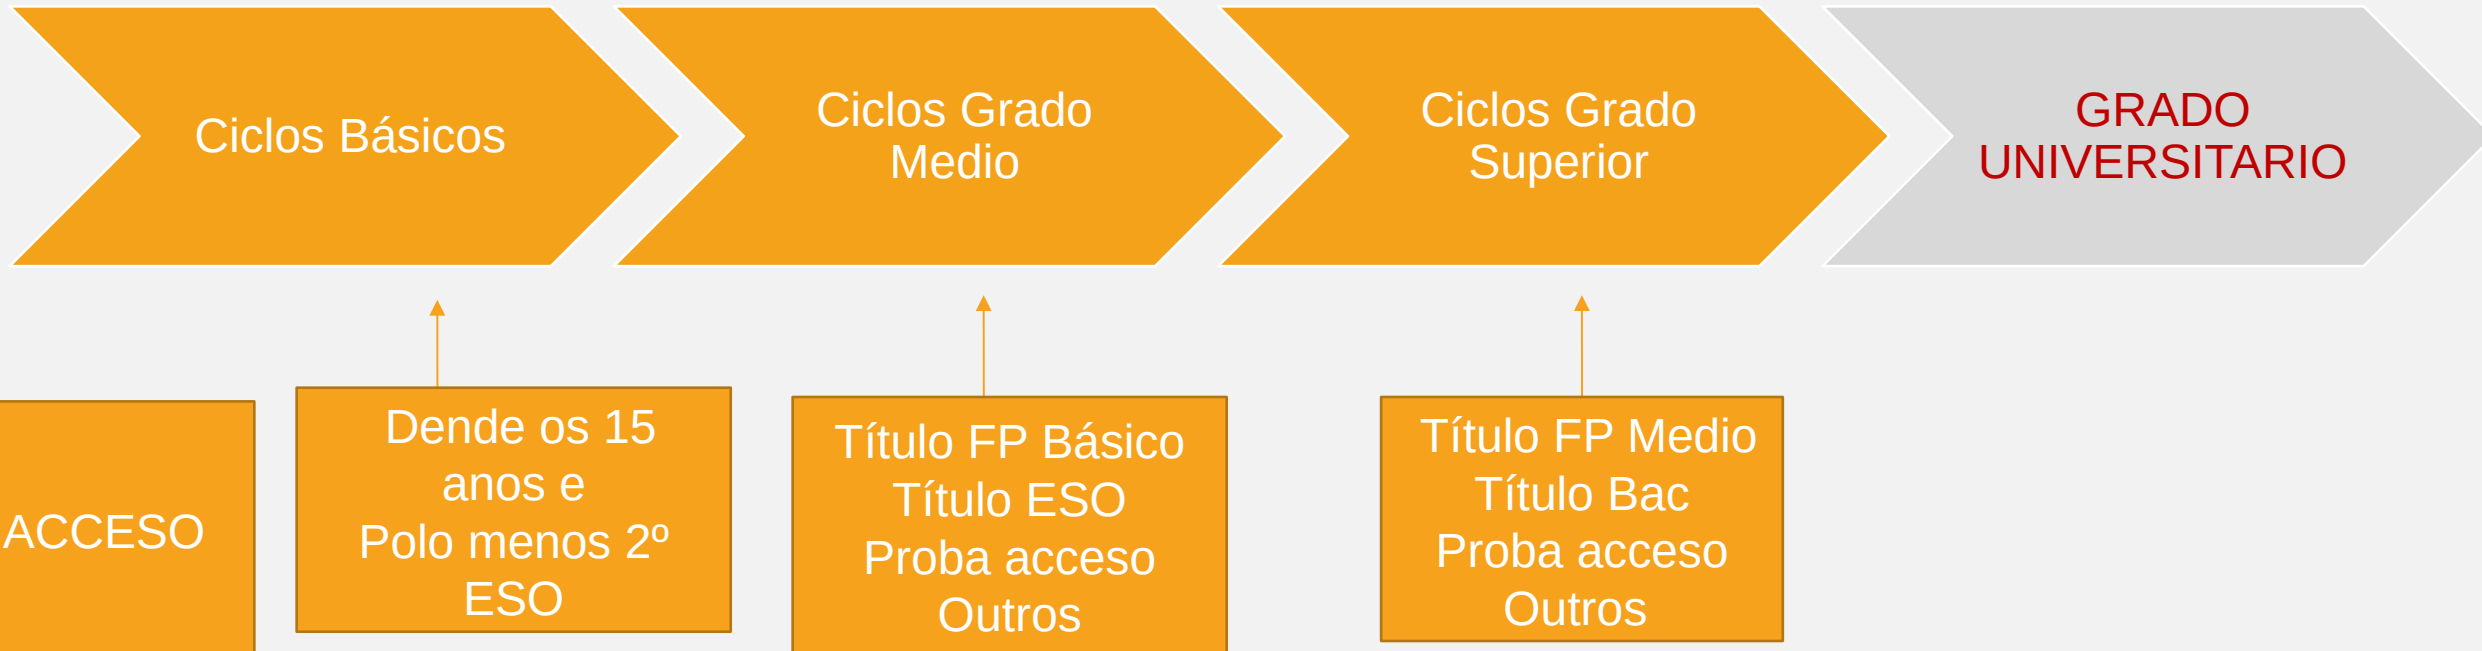 Ciclos Básicos
Ciclos Grado
Medio
Ciclos Grado
Superior
GRADO
UNIVERSITARIO
ACCESO
Dende os 15
anos e
Polo menos 2º
ESO
Título FP Básico
Título ESO
Proba acceso
Outros
Título FP Medio
Título Bac
Proba acceso
Outros